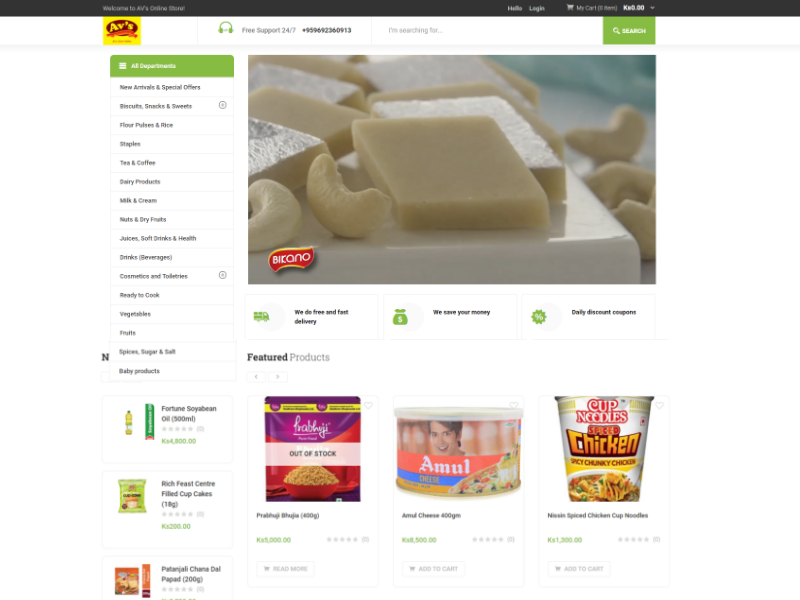 Welcome to AV's Online Store!
Hello
Login
My Cart (0 item) Ks0.00
AV's
Free Support 24/7 +959692360913
I'm searching for...
SEARCH
All Departments
New Arrivals & Special Offers
Biscuits, Snacks & Sweets
Flour Pulses & Rice
Staples
Tea & Coffee
Dairy Products
Milk & Cream
Nuts & Dry Fruits
Juices, Soft Drinks & Health
Drinks (Beverages)
Cosmetics and Toiletries
Ready to Cook
Vegetables
Fruits
Spices, Sugar & Salt
Baby products
BIKANO
We do free and fast
delivery
We save your money
Daily discount coupons
N
Featured Products
Fortune Soyabean
Oil (500ml)
(0)
Ks4,800.00
Rich Feast Centre
Filled Cup Cakes
(18g)
(0)
Ks200.00
Patanjali Chana Dal
Papad (200g)
(0)
Prabhuji
OUT OF STOCK
Prabhuji Bhujia (400g)
Ks5,000.00
(0)
READ MORE
Amul
CHEESE
Amul Cheese 400gm
Ks8,500.00
(0)
ADD TO CART
CUP
NOODLES
SPICED
Chicken
SPICY CHUNKY CHICKEN
Nissin Spiced Chicken Cup Noodles
Ks1,300.00
(0)
ADD TO CART